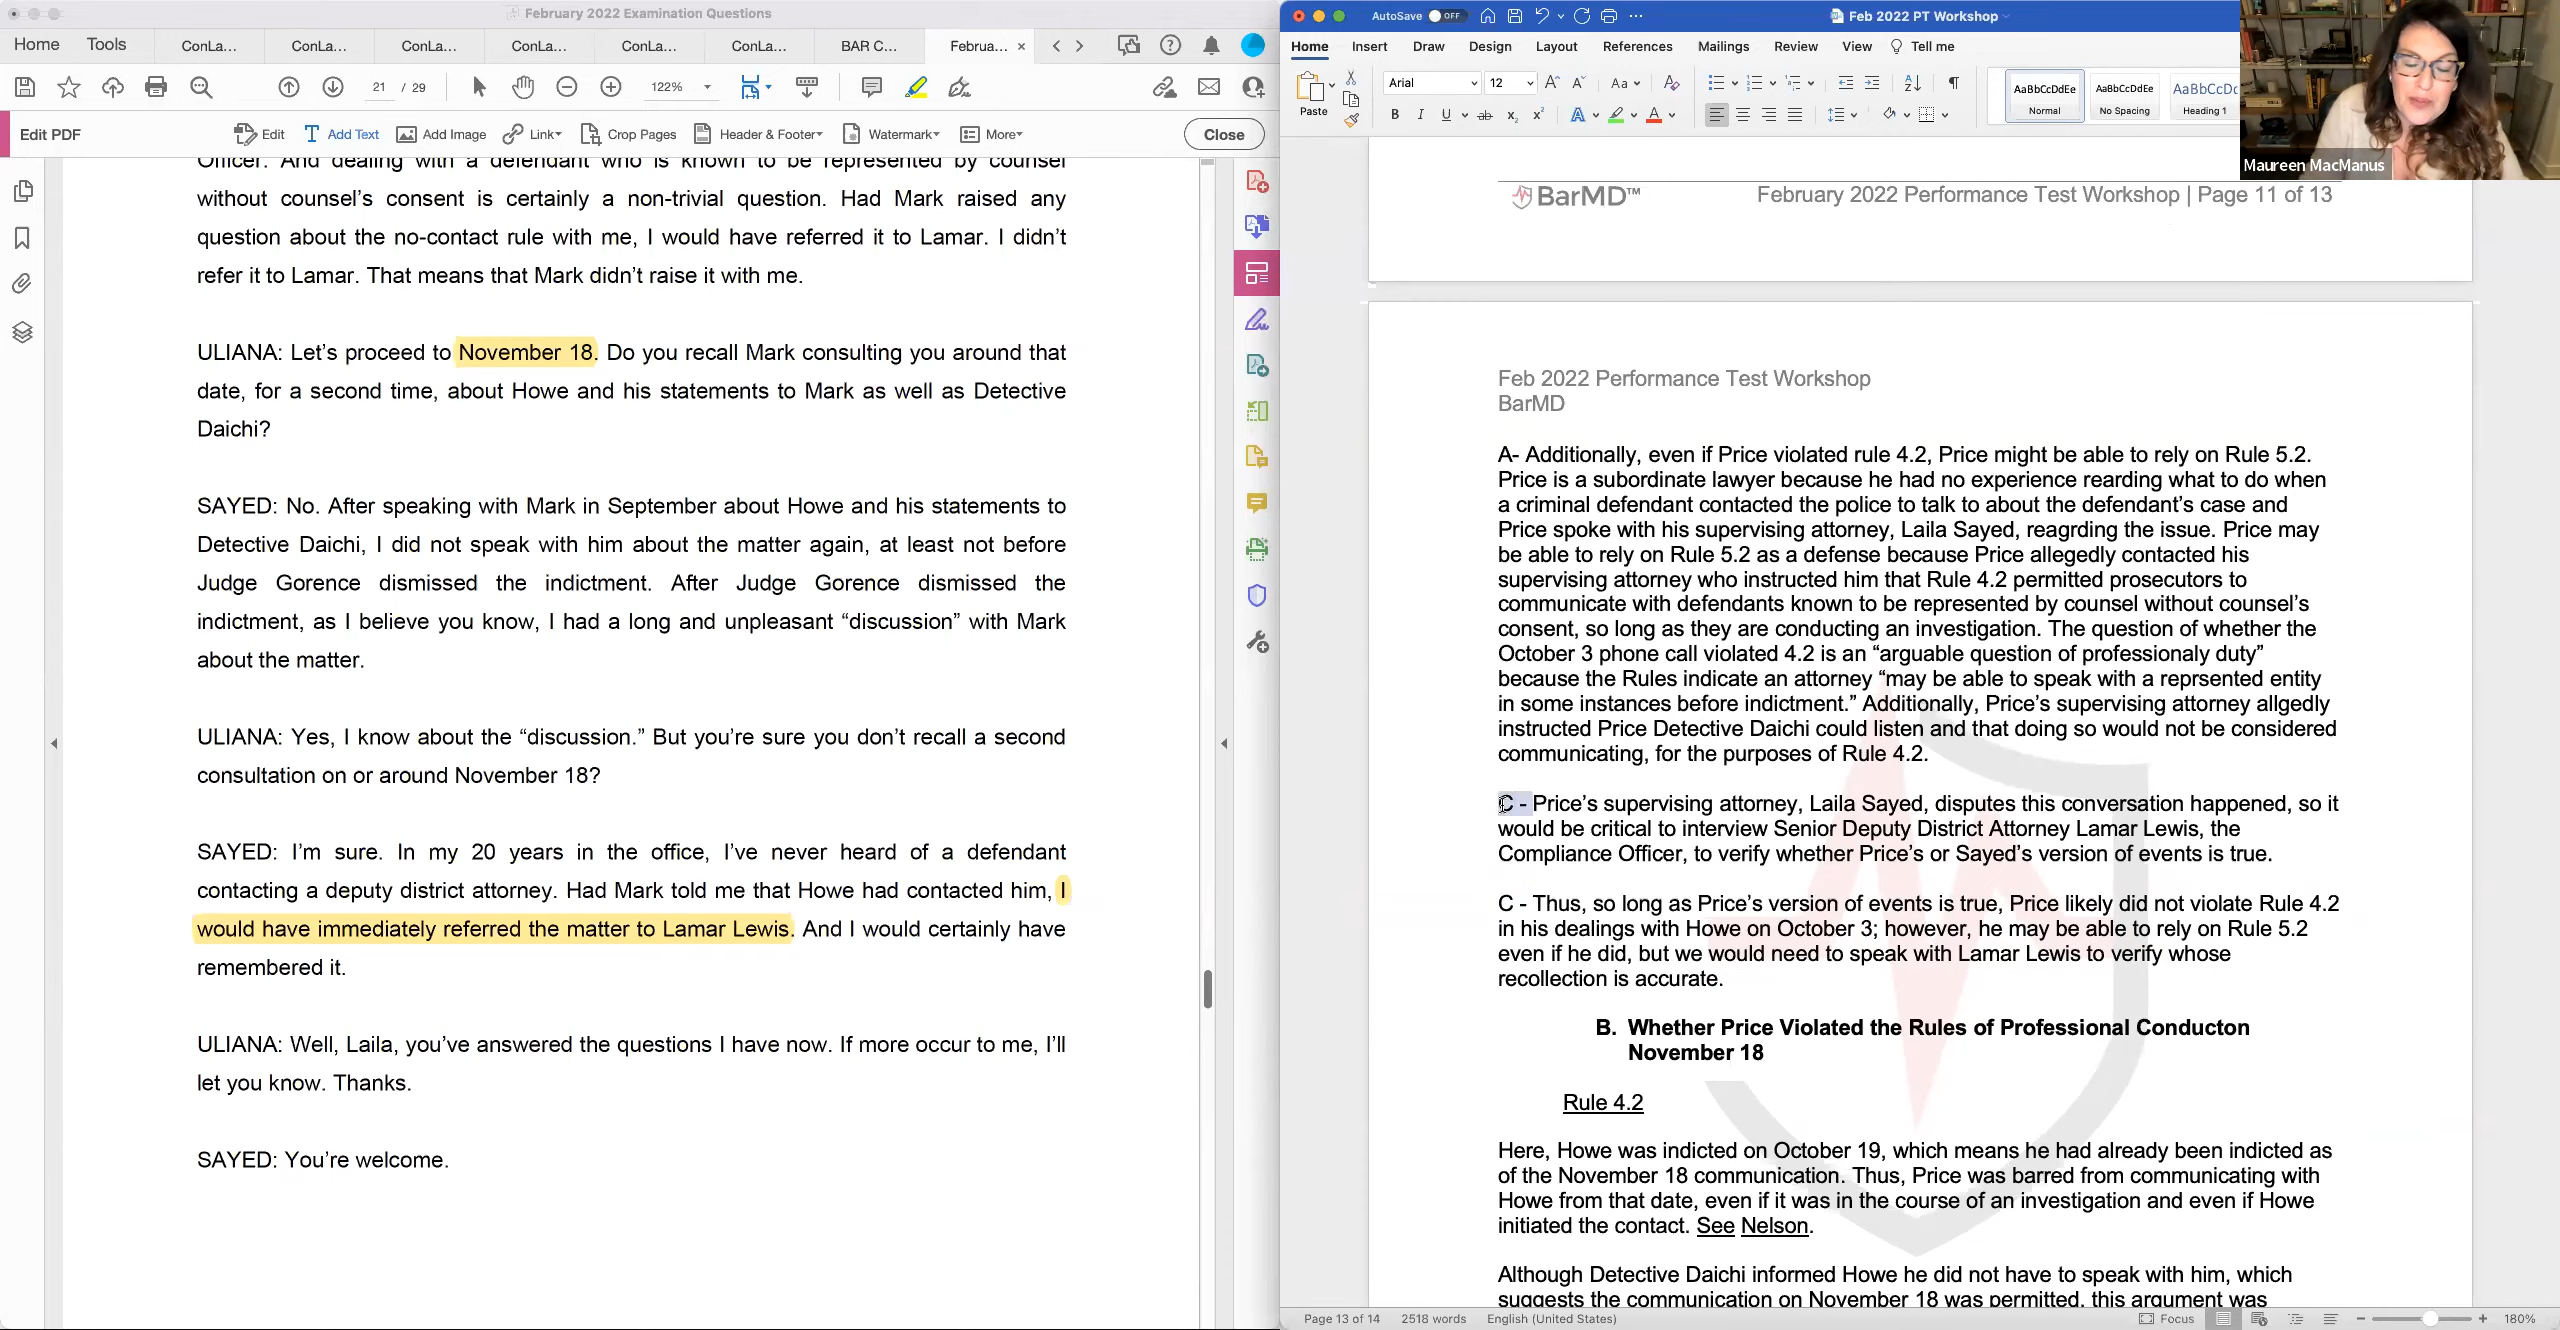 February 2022 Examination Questions
Home Tools ConLa... ConLa... ConLa... ConLa... ConLa... ConLa... BAR C... Februa... ×
21 / 29 122%
Edit PDF Edit Add Text Add Image Link Crop Pages Header & Footer Watermark More Close
Officer. And dealing with a defendant who is known to be represented by counsel
without counsel's consent is certainly a non-trivial question. Had Mark raised any
question about the no-contact rule with me, I would have referred it to Lamar. I didn't
refer it to Lamar. That means that Mark didn't raise it with me.
ULIANA: Let's proceed to November 18. Do you recall Mark consulting you around that
date, for a second time, about Howe and his statements to Mark as well as Detective
Daichi?
SAYED: No. After speaking with Mark in September about Howe and his statements to
Detective Daichi, I did not speak with him about the matter again, at least not before
Judge Gorence dismissed the indictment. After Judge Gorence dismissed the
indictment, as I believe you know, I had a long and unpleasant “discussion” with Mark
about the matter.
ULIANA: Yes, I know about the “discussion.” But you're sure you don't recall a second
consultation on or around November 18?
SAYED: I'm sure. In my 20 years in the office, I've never heard of a defendant
contacting a deputy district attorney. Had Mark told me that Howe had contacted him, I
would have immediately referred the matter to Lamar Lewis. And I would certainly have
remembered it.
ULIANA: Well, Laila, you've answered the questions I have now. If more occur to me, I'll
let you know. Thanks.
SAYED: You're welcome.
AutoSave OFF Feb 2022 PT Workshop
Home Insert Draw Design Layout References Mailings Review View Tell me
Paste Arial 12 AaBbCcDdEe Normal AaBbCcDdEe No Spacing AaBbCcDc Heading 1
Maureen MacManus
BarMD™ February 2022 Performance Test Workshop | Page 11 of 13
Feb 2022 Performance Test Workshop
BarMD
A- Additionally, even if Price violated rule 4.2, Price might be able to rely on Rule 5.2.
Price is a subordinate lawyer because he had no experience rearding what to do when
a criminal defendant contacted the police to talk to about the defendant's case and
Price spoke with his supervising attorney, Laila Sayed, reagrding the issue. Price may
be able to rely on Rule 5.2 as a defense because Price allegedly contacted his
supervising attorney who instructed him that Rule 4.2 permitted prosecutors to
communicate with defendants known to be represented by counsel without counsel's
consent, so long as they are conducting an investigation. The question of whether the
October 3 phone call violated 4.2 is an “arguable question of professionaly duty”
because the Rules indicate an attorney “may be able to speak with a reprsented entity
in some instances before indictment.” Additionally, Price's supervising attorney allgedly
instructed Price Detective Daichi could listen and that doing so would not be considered
communicating, for the purposes of Rule 4.2.
C - Price's supervising attorney, Laila Sayed, disputes this conversation happened, so it
would be critical to interview Senior Deputy District Attorney Lamar Lewis, the
Compliance Officer, to verify whether Price's or Sayed's version of events is true.
C - Thus, so long as Price's version of events is true, Price likely did not violate Rule 4.2
in his dealings with Howe on October 3; however, he may be able to rely on Rule 5.2
even if he did, but we would need to speak with Lamar Lewis to verify whose
recollection is accurate.
B. Whether Price Violated the Rules of Professional Conducton
November 18
Rule 4.2
Here, Howe was indicted on October 19, which means he had already been indicted as
of the November 18 communication. Thus, Price was barred from communicating with
Howe from that date, even if it was in the course of an investigation and even if Howe
initiated the contact. See Nelson.
Although Detective Daichi informed Howe he did not have to speak with him, which
suggests the communication on November 18 was permitted, this argument was
Page 13 of 14 2518 words English (United States) Focus 180%